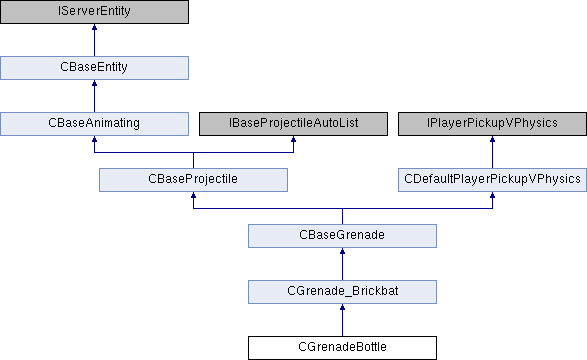 IServerEntity
CBaseEntity
CBaseAnimating
IBaseProjectileAutoList
IPlayerPickupVPhysics
CBaseProjectile
CDefaultPlayerPickupVPhysics
CBaseGrenade
CGrenade_Brickbat
CGrenadeBottle